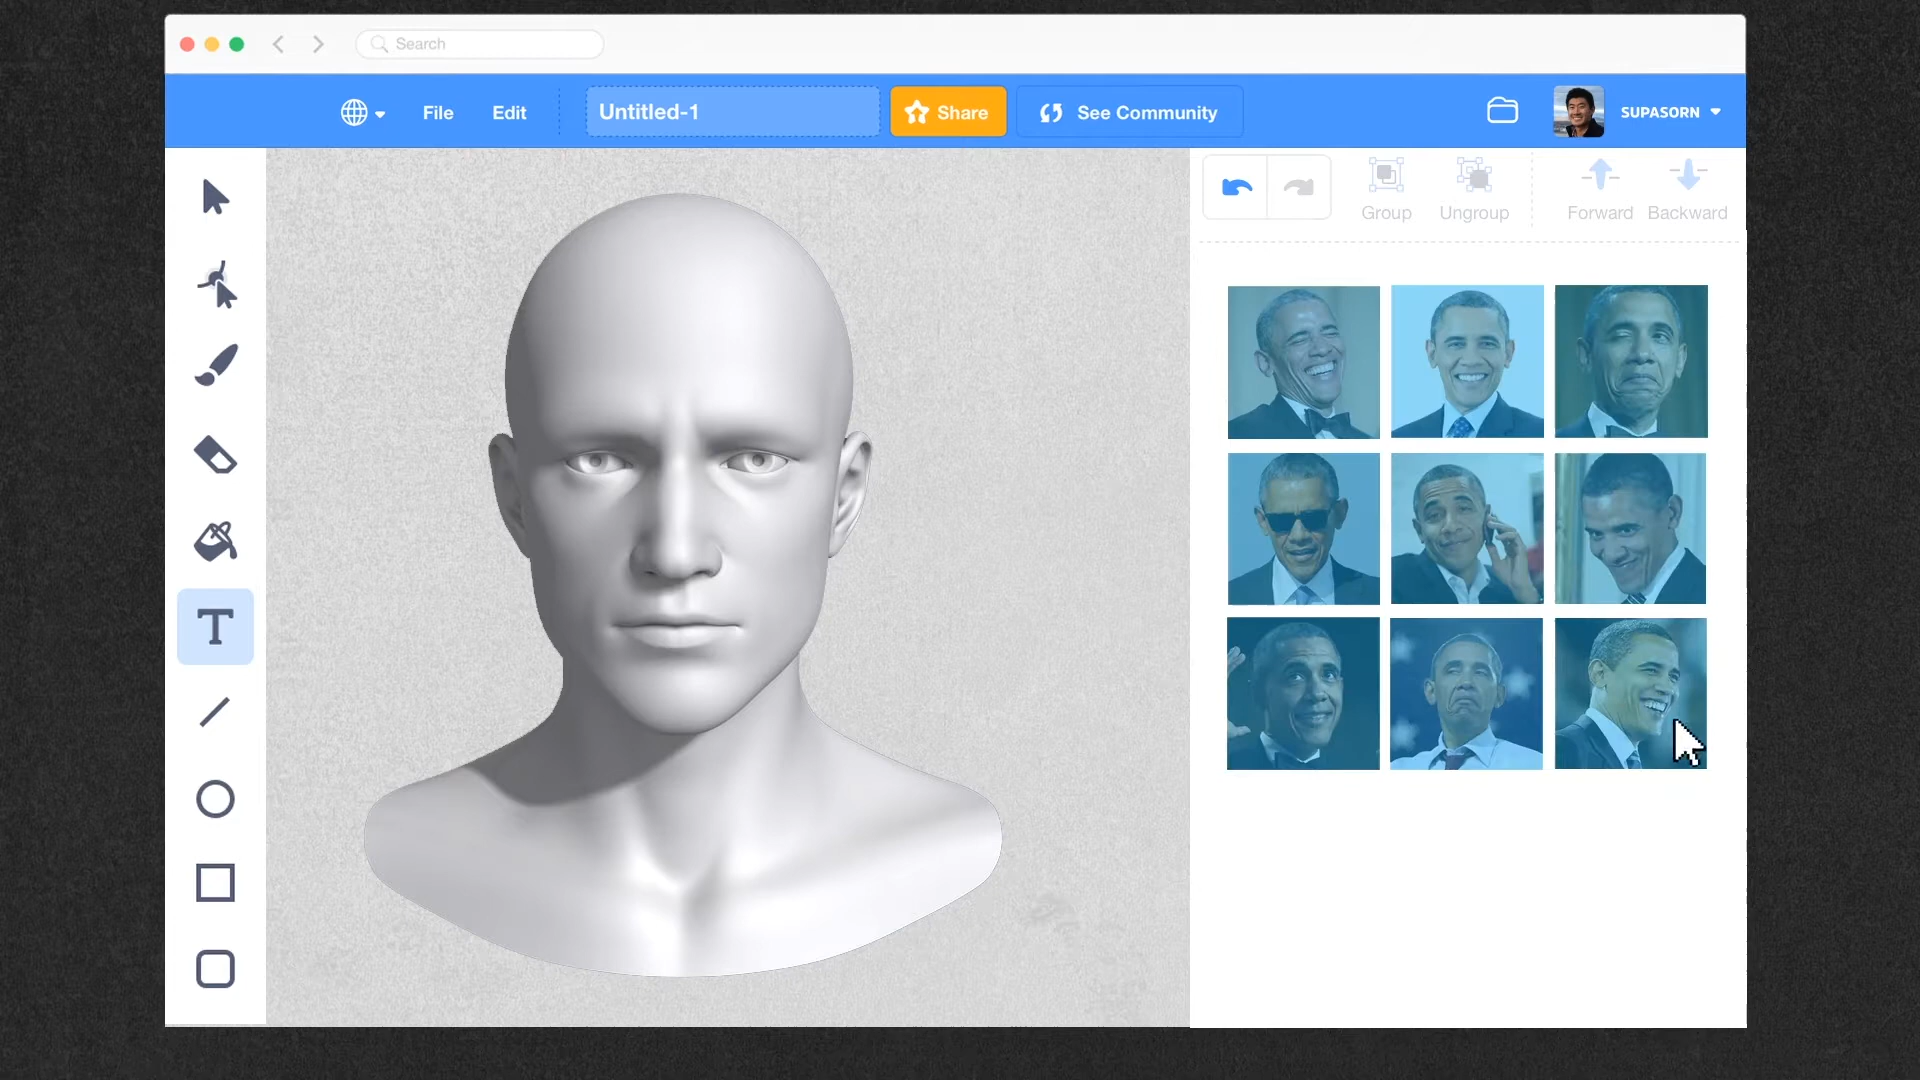 Search
File
Edit
Untitled-1
Share
See Community
SUPASORN
T
Group
Ungroup
Forward
Backward